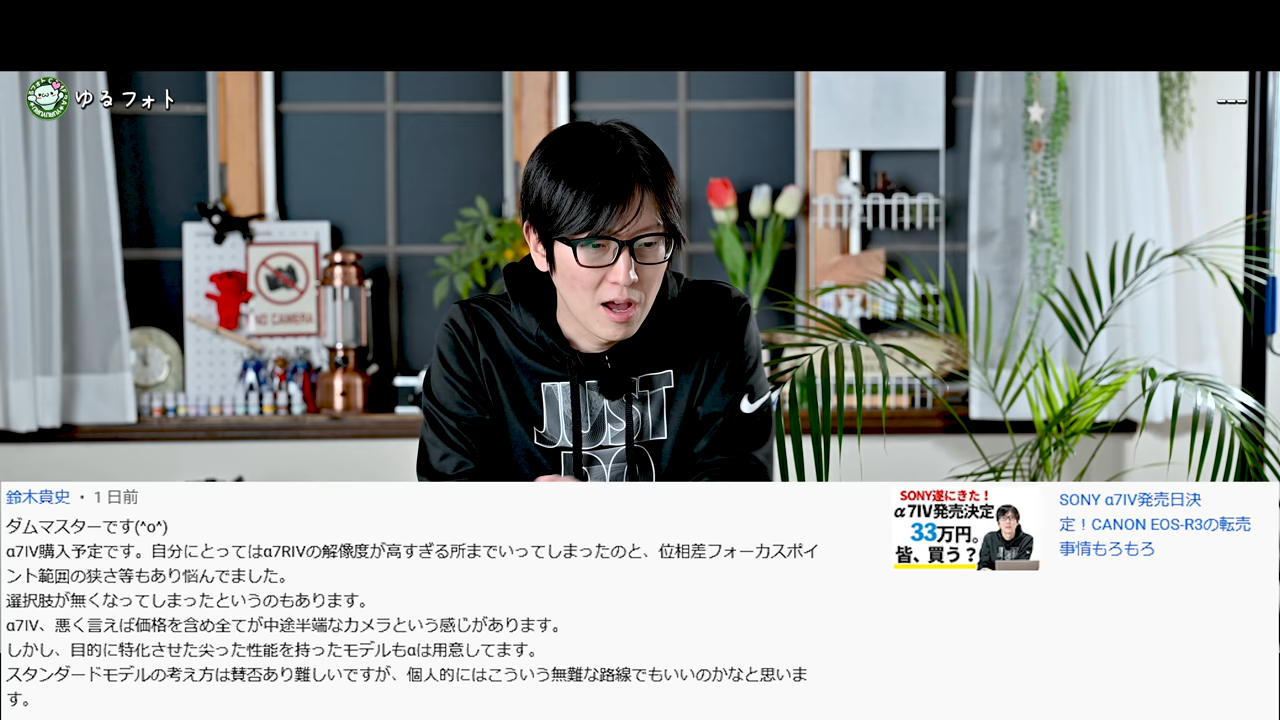 ゆるフォト
NO CAMERA
JUST
DO
鈴木貴史 ・ 1 日前
ダムマスターです(^o^)
α7IV購入予定です。自分にとってはα7RIVの解像度が高すぎる所までいってしまったのと、位相差フォーカスポイ
ント範囲の狭さ等もあり悩んでました。
選択肢が無くなってしまったというのもあります。
α7IV、悪く言えば価格を含め全てが中途半端なカメラという感じがあります。
しかし、目的に特化させた尖った性能を持ったモデルもαは用意してます。
スタンダードモデルの考え方は賛否あり難しいですが、個人的にはこういう無難な路線でもいいのかなと思いま
す。
SONY遂にきた！
α7IV発売決定
33万円。
皆、買う？
SONY α7IV発売日決
定！CANON EOS-R3の転売
事情もろもろ